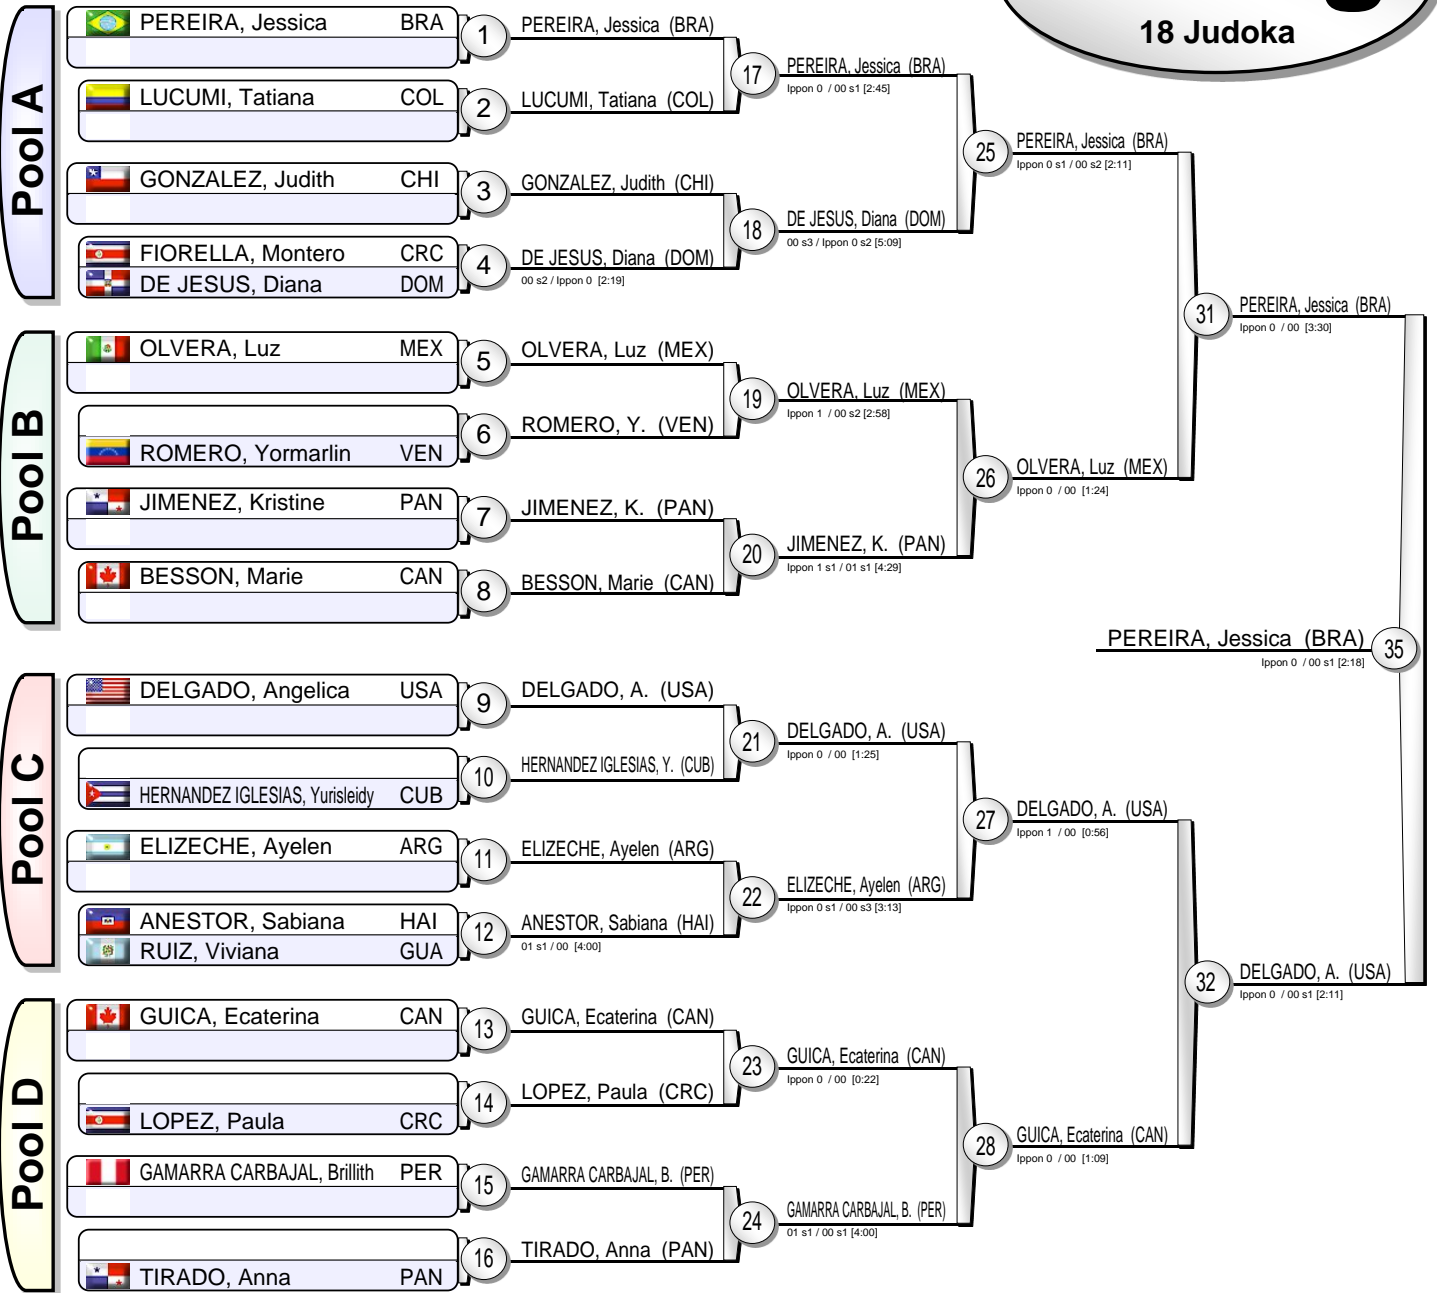 18 Judoka
Pool A
PEREIRA, Jessica BRA
1
LUCUMI, Tatiana COL
2
GONZALEZ, Judith CHI
3
FIORELLA, Montero CRC
DE JESUS, Diana DOM
4
PEREIRA, Jessica (BRA)
LUCUMI, Tatiana (COL)
17
GONZALEZ, Judith (CHI)
DE JESUS, Diana (DOM)
00 s2 / Ippon 0 [2:19]
18
PEREIRA, Jessica (BRA)
Ippon 0 / 00 s1 [2:45]
DE JESUS, Diana (DOM)
00 s3 / Ippon 0 s2 [5:09]
25
PEREIRA, Jessica (BRA)
Ippon 0 s1 / 00 s2 [2:11]
Pool B
OLVERA, Luz MEX
5
ROMERO, Yormarlin VEN
6
JIMENEZ, Kristine PAN
7
BESSON, Marie CAN
8
OLVERA, Luz (MEX)
ROMERO, Y. (VEN)
19
JIMENEZ, K. (PAN)
BESSON, Marie (CAN)
20
OLVERA, Luz (MEX)
Ippon 1 / 00 s2 [2:58]
JIMENEZ, K. (PAN)
Ippon 1 s1 / 01 s1 [4:29]
26
OLVERA, Luz (MEX)
Ippon 0 / 00 [1:24]
31
PEREIRA, Jessica (BRA)
Ippon 0 / 00 [3:30]
PEREIRA, Jessica (BRA)
Ippon 0 / 00 s1 [2:18]
35
Pool C
DELGADO, Angelica USA
9
HERNANDEZ IGLESIAS, Yurisleidy CUB
10
ELIZECHE, Ayelen ARG
11
ANESTOR, Sabiana HAI
RUIZ, Viviana GUA
12
DELGADO, A. (USA)
HERNANDEZ IGLESIAS, Y. (CUB)
21
ELIZECHE, Ayelen (ARG)
ANESTOR, Sabiana (HAI)
01 s1 / 00 [4:00]
22
DELGADO, A. (USA)
Ippon 0 / 00 [1:25]
ELIZECHE, Ayelen (ARG)
Ippon 0 s1 / 00 s3 [3:13]
27
DELGADO, A. (USA)
Ippon 1 / 00 [0:56]
Pool D
GUICA, Ecaterina CAN
13
LOPEZ, Paula CRC
14
GAMARRA CARBAJAL, Brillith PER
15
TIRADO, Anna PAN
16
GUICA, Ecaterina (CAN)
LOPEZ, Paula (CRC)
23
GAMARRA CARBAJAL, B. (PER)
TIRADO, Anna (PAN)
24
GUICA, Ecaterina (CAN)
Ippon 0 / 00 [0:22]
GAMARRA CARBAJAL, B. (PER)
01 s1 / 00 s1 [4:00]
28
GUICA, Ecaterina (CAN)
Ippon 0 / 00 [1:09]
32
DELGADO, A. (USA)
Ippon 0 / 00 s1 [2:11]